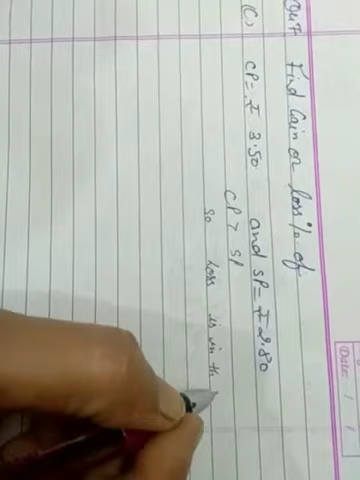 Find Gain or loss % of
(C) CP = ₹ 3.50 and SP = ₹ 2.80
CP > SP
So loss is in th
Date: / /